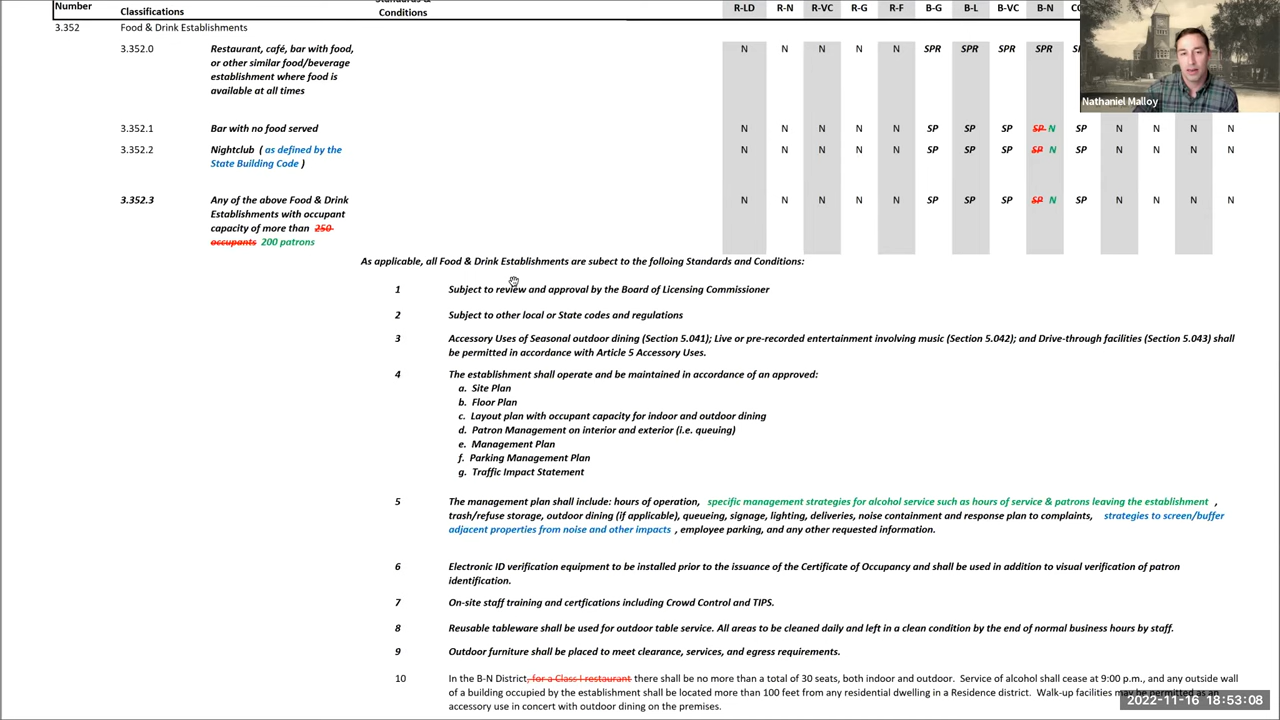 Number Classifications Conditions R-LD R-N R-VC R-G R-F B-G B-L B-VC B-N
3.352 Food & Drink Establishments
3.352.0 Restaurant, café, bar with food, N N N N N SPR SPR SPR SPR
or other similar food/beverage
establishment where food is
available at all times
Nathaniel Malloy
3.352.1 Bar with no food served N N N N N SP SP SP SP N SP N N N N
3.352.2 Nightclub ( as defined by the N N N N N SP SP SP SP N SP N N N N
State Building Code )
3.352.3 Any of the above Food & Drink N N N N N SP SP SP SP N SP N N N N
Establishments with occupant
capacity of more than 250
occupants 200 patrons
As applicable, all Food & Drink Establishments are subect to the folloing Standards and Conditions:
1 Subject to review and approval by the Board of Licensing Commissioner
2 Subject to other local or State codes and regulations
3 Accessory Uses of Seasonal outdoor dining (Section 5.041); Live or pre-recorded entertainment involving music (Section 5.042); and Drive-through facilities (Section 5.043) shall
be permitted in accordance with Article 5 Accessory Uses.
4 The establishment shall operate and be maintained in accordance of an approved:
a. Site Plan
b. Floor Plan
c. Layout plan with occupant capacity for indoor and outdoor dining
d. Patron Management on interior and exterior (i.e. queuing)
e. Management Plan
f. Parking Management Plan
g. Traffic Impact Statement
5 The management plan shall include: hours of operation, specific management strategies for alcohol service such as hours of service & patrons leaving the establishment ,
trash/refuse storage, outdoor dining (if applicable), queueing, signage, lighting, deliveries, noise containment and response plan to complaints, strategies to screen/buffer
adjacent properties from noise and other impacts , employee parking, and any other requested information.
6 Electronic ID verification equipment to be installed prior to the issuance of the Certificate of Occupancy and shall be used in addition to visual verification of patron
identification.
7 On-site staff training and certfications including Crowd Control and TIPS.
8 Reusable tableware shall be used for outdoor table service. All areas to be cleaned daily and left in a clean condition by the end of normal business hours by staff.
9 Outdoor furniture shall be placed to meet clearance, services, and egress requirements.
10 In the B-N District, for a Class I restaurant there shall be no more than a total of 30 seats, both indoor and outdoor. Service of alcohol shall cease at 9:00 p.m., and any outside wall
of a building occupied by the establishment shall be located more than 100 feet from any residential dwelling in a Residence district. Walk-up facilities may be permitted as an
accessory use in concert with outdoor dining on the premises.
2022-11-16 18:53:08